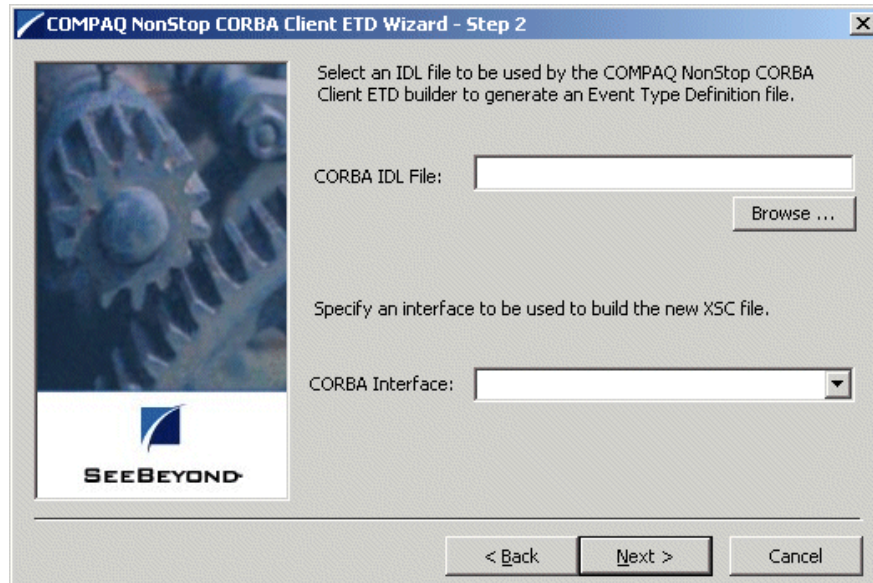 COMPAQ NonStop CORBA Client ETD Wizard - Step 2
Select an IDL file to be used by the COMPAQ NonStop CORBA
Client ETD builder to generate an Event Type Definition file.
CORBA IDL File:
Browse ...
Specify an interface to be used to build the new XSC file.
CORBA Interface:
SEEBEYOND
< Back
Next >
Cancel